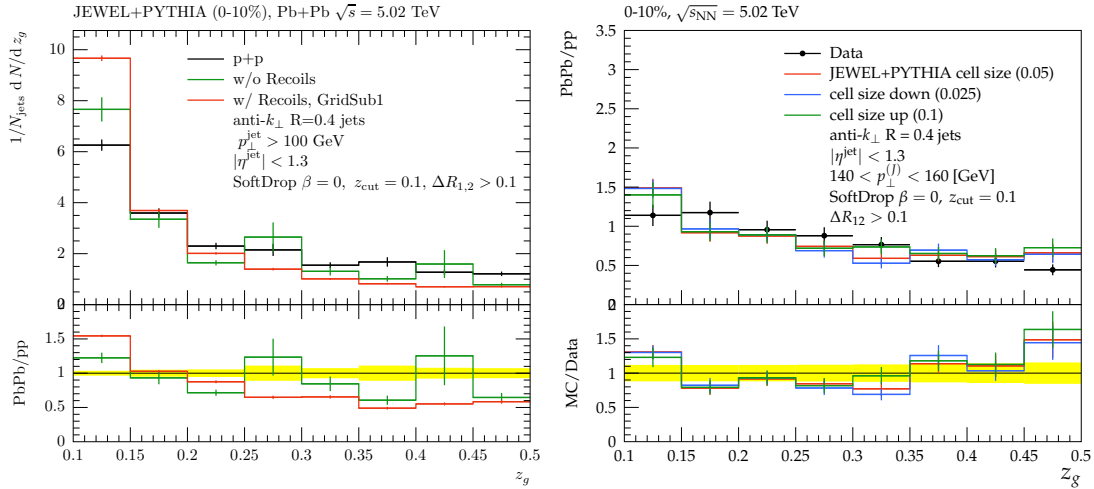 JEWEL+PYTHIA (0-10%), Pb+Pb √s = 5.02 TeV
1/N_jets dN/dz_g
10
8
6
4
2
0
p+p
w/o Recoils
w/ Recoils, GridSub1
anti-k⊥ R=0.4 jets
p⊥^jet > 100 GeV
|η^jet| < 1.3
SoftDrop β = 0, z_cut = 0.1, ΔR_1,2 > 0.1
PbPb/pp
2
1.5
1
0.5
0
0.1 0.15 0.2 0.25 0.3 0.35 0.4 0.45 0.5
z_g
0-10%, √s_NN = 5.02 TeV
PbPb/pp
3.5
3.0
2.5
2.0
1.5
1.0
0.5
0.0
Data
JEWEL+PYTHIA cell size (0.05)
cell size down (0.025)
cell size up (0.1)
anti-k⊥ R = 0.4 jets
|η^jet| < 1.3
140 < p⊥^(J) < 160 [GeV]
SoftDrop β = 0, z_cut = 0.1
ΔR_12 > 0.1
MC/Data
2
1.5
1
0.5
0
0.1 0.15 0.2 0.25 0.3 0.35 0.4 0.45 0.5
z_g